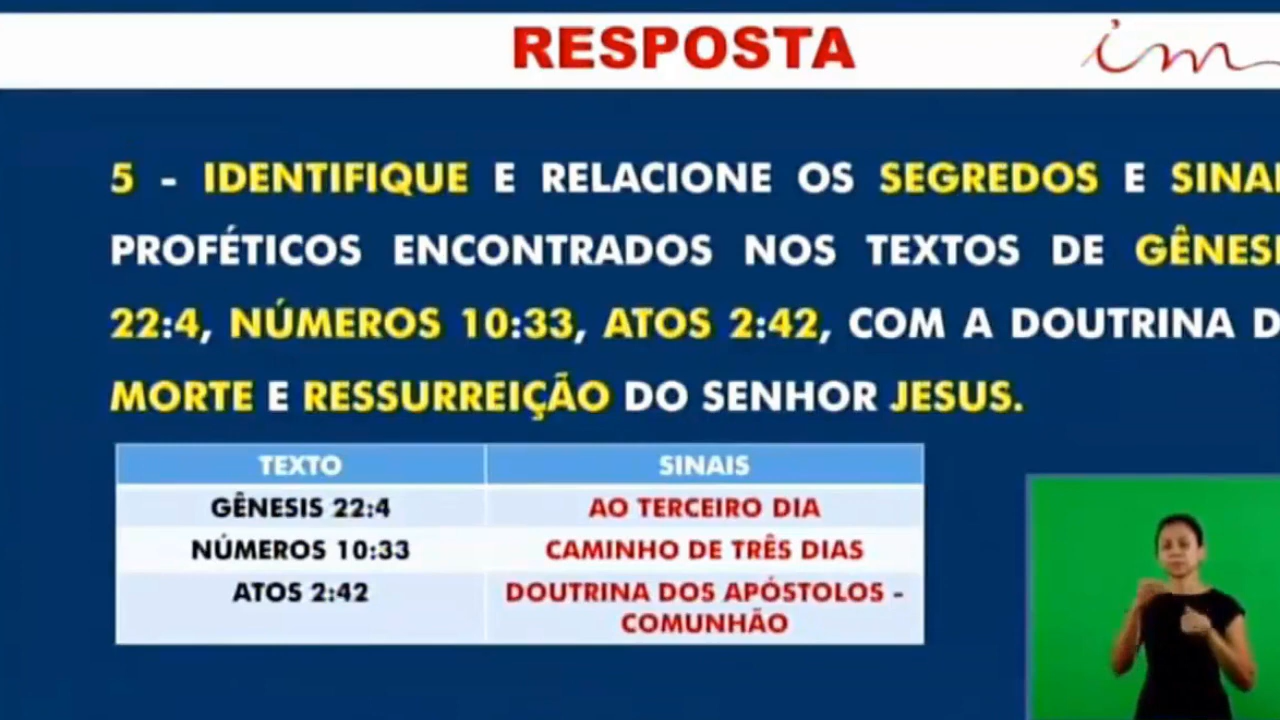 RESPOSTA
im
5 - IDENTIFIQUE E RELACIONE OS SEGREDOS E
PROFÉTICOS ENCONTRADOS NOS TEXTOS DE
22:4, NÚMEROS 10:33, ATOS 2:42, COM A DOUTRINA
MORTE E RESSURREIÇÃO DO SENHOR JESUS.
TEXTO SINAIS
GÊNESIS 22:4 AO TERCEIRO DIA
NÚMEROS 10:33 CAMINHO DE TRÊS DIAS
ATOS 2:42 DOUTRINA DOS APÓSTOLOS -
COMUNHÃO